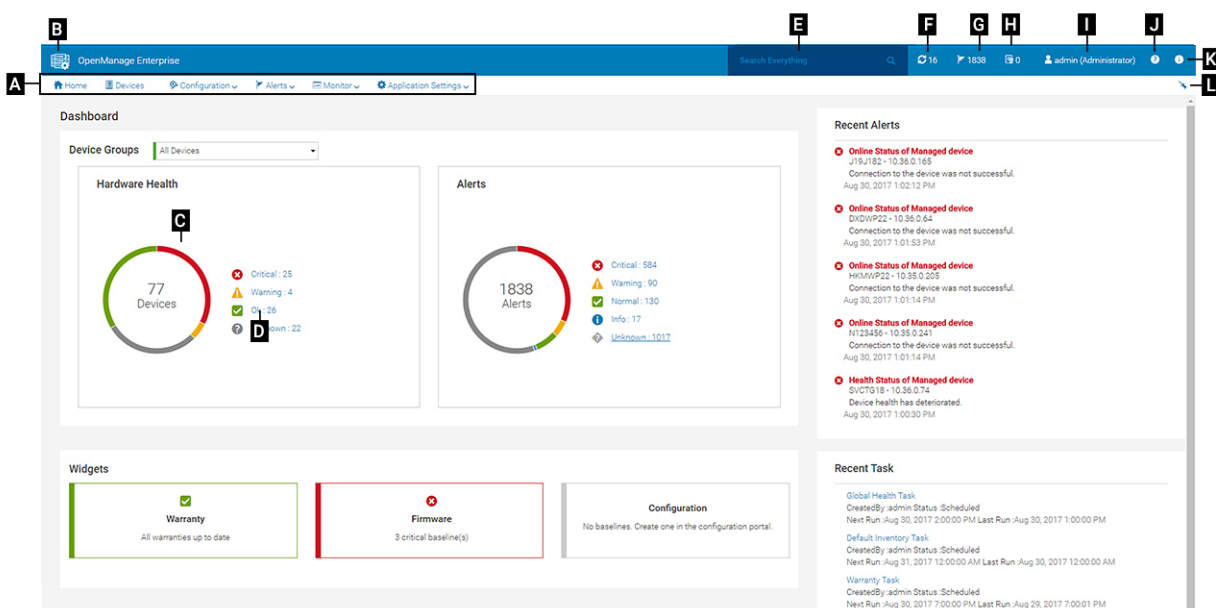 B
E
F
G
H
I
J
OpenManage Enterprise
Search Everything
16
1838
0
admin (Administrator)
K
A
Home
Devices
Configuration
Alerts
Monitor
Application Settings
L
Dashboard
Device Groups
All Devices
Hardware Health
C
77
Devices
Critical : 25
Warning : 4
: 26
D
: 22
Alerts
1838
Alerts
Critical : 584
Warning : 90
Normal : 130
Info : 17
Unknown : 1017
Widgets
Warranty
All warranties up to date
Firmware
3 critical baseline(s)
Configuration
No baselines. Create one in the configuration portal.
Recent Alerts
Online Status of Managed device
J19J182 - 10.36.0.165
Connection to the device was not successful.
Aug 30, 2017 1:02:12 PM
Online Status of Managed device
DXDWP22 - 10.36.0.64
Connection to the device was not successful.
Aug 30, 2017 1:01:53 PM
Online Status of Managed device
HKMWP22 - 10.35.0.205
Connection to the device was not successful.
Aug 30, 2017 1:01:14 PM
Online Status of Managed device
N123456 - 10.35.0.241
Connection to the device was not successful.
Aug 30, 2017 1:01:14 PM
Health Status of Managed device
SVCTG18 - 10.36.0.74
Device health has deteriorated.
Aug 30, 2017 1:00:30 PM
Recent Task
Global Health Task
CreatedBy :admin Status :Scheduled
Next Run :Aug 30, 2017 2:00:00 PM Last Run :Aug 30, 2017 1:00:00 PM
Default Inventory Task
CreatedBy :admin Status :Scheduled
Next Run :Aug 31, 2017 12:00:00 AM Last Run :Aug 30, 2017 12:00:00 AM
Warranty Task
CreatedBy :admin Status :Scheduled
Next Run :Aug 30, 2017 7:00:00 PM Last Run :Aug 29, 2017 7:00:01 PM